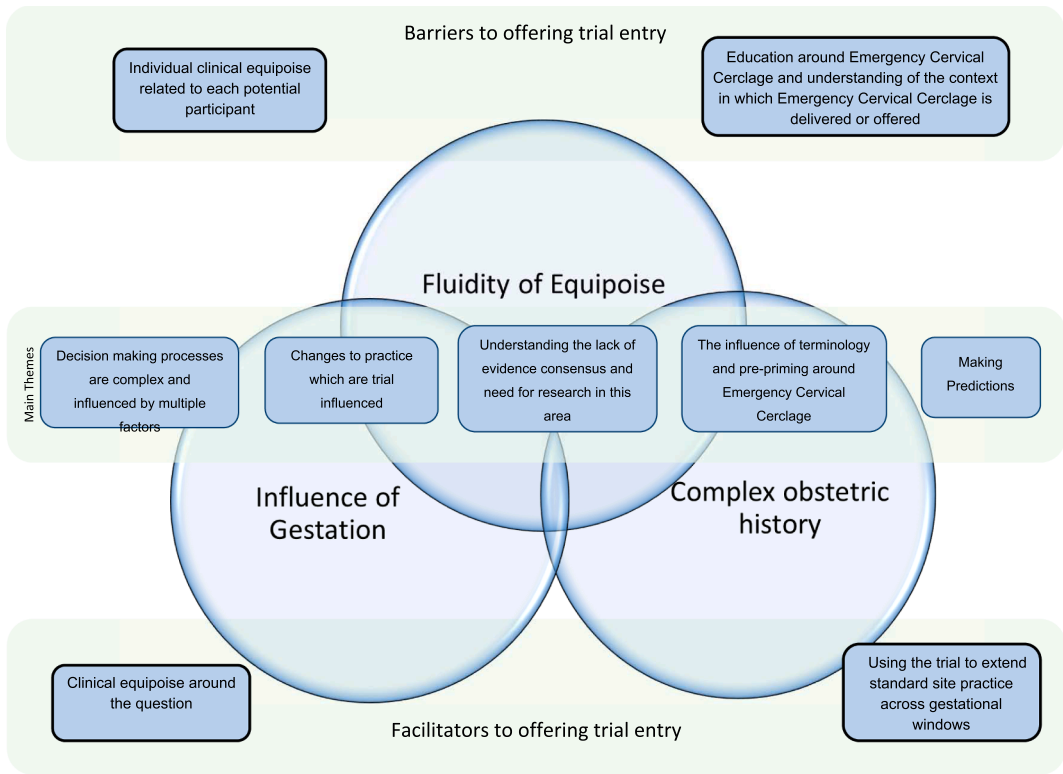 Barriers to offering trial entry
Individual clinical equipoise
related to each potential
participant
Education around Emergency Cervical
Cerclage and understanding of the context
in which Emergency Cervical Cerclage is
delivered or offered
Fluidity of Equipoise
Main Themes
Decision making processes
are complex and
influenced by multiple
factors
Changes to practice
which are trial
influenced
Understanding the lack of
evidence consensus and
need for research in this
area
The influence of terminology
and pre-priming around
Emergency Cervical
Cerclage
Making
Predictions
Influence of
Gestation
Complex obstetric
history
Clinical equipoise around
the question
Using the trial to extend
standard site practice
across gestational
windows
Facilitators to offering trial entry